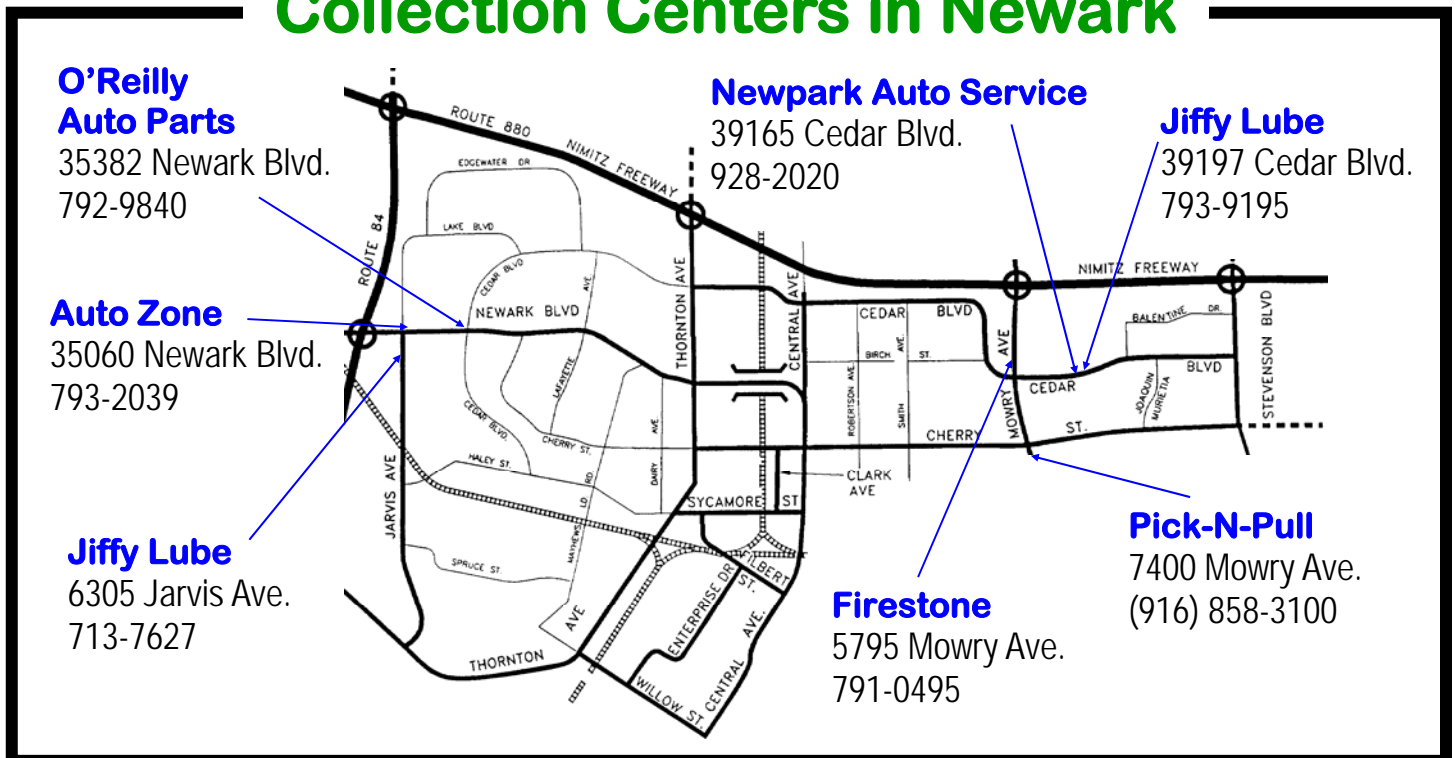 Collection Centers in Newark
O’Reilly
Auto Parts
35382 Newark Blvd.
792-9840
Newpark Auto Service
39165 Cedar Blvd.
928-2020
Jiffy Lube
39197 Cedar Blvd.
793-9195
Auto Zone
35060 Newark Blvd.
793-2039
Jiffy Lube
6305 Jarvis Ave.
713-7627
Firestone
5795 Mowry Ave.
791-0495
Pick-N-Pull
7400 Mowry Ave.
(916) 858-3100
ROUTE 880
NIMITZ FREEWAY
EDGEWATER DR
ROUTE 84
LAKE BLVD
CEDAR BLVD
AVE
NEWARK BLVD
LAFAYETTE
THORNTON AVE
CENTRAL AVE
NIMITZ FREEWAY
CEDAR BLVD
BIRCH ST.
ROBERTSON AVE.
SMITH AVE.
MOWRY AVE
CEDAR BLVD
BALENTINE DR.
JOAQUIN
MURIETIA
STEVENSON BLVD
CHERRY ST.
CEDAR BLVD.
CHERRY ST.
DAIRY AVE.
HALEY ST.
JARVIS AVE
MAYHEWS LD RD
SYCAMORE ST
CLARK
AVE
SPRUCE ST.
FILBERT
ST.
ENTERPRISE DR
THORNTON AVE
WILLOW ST.
CENTRAL AVE.